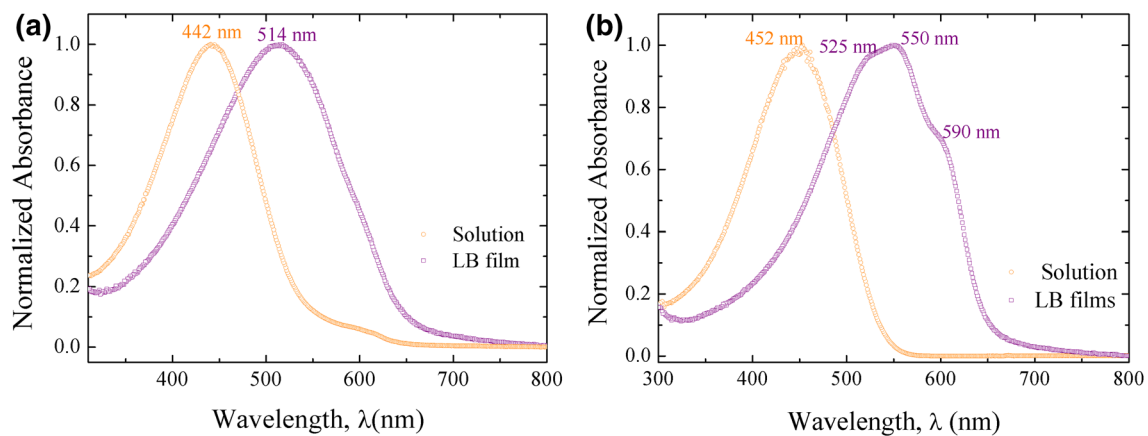 (a)
442 nm
514 nm
1.0
0.8
0.6
0.4
0.2
0.0
Normalized Absorbance
Solution
LB film
400
500
600
700
800
Wavelength, λ(nm)
(b)
452 nm
525 nm
550 nm
590 nm
1.0
0.8
0.6
0.4
0.2
0.0
Normalized Absorbance
Solution
LB films
300
400
500
600
700
800
Wavelength, λ (nm)